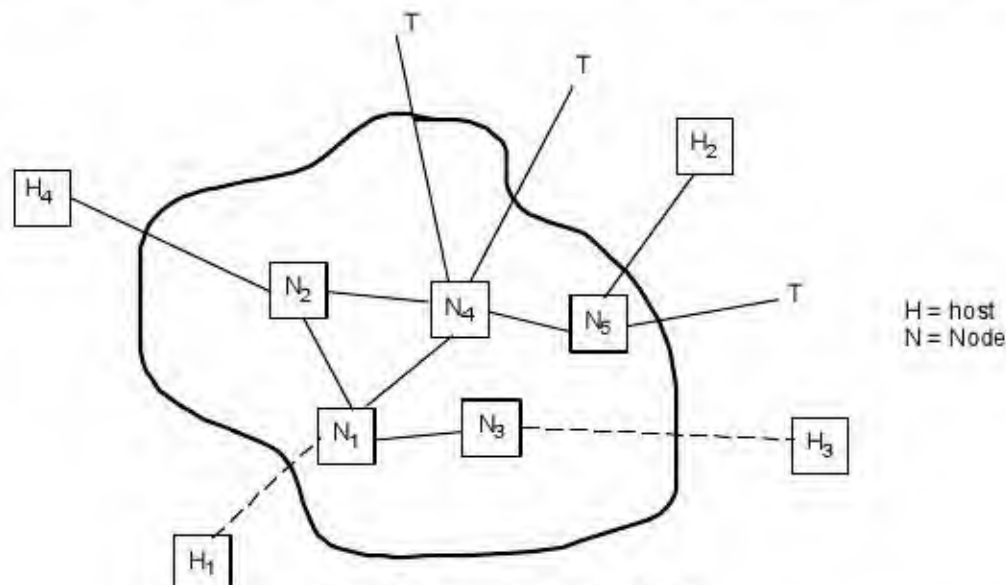 T
T
H₂
H₄
N₂
N₄
N₅
T
H = host
N = Node
N₁
N₃
H₃
H₁